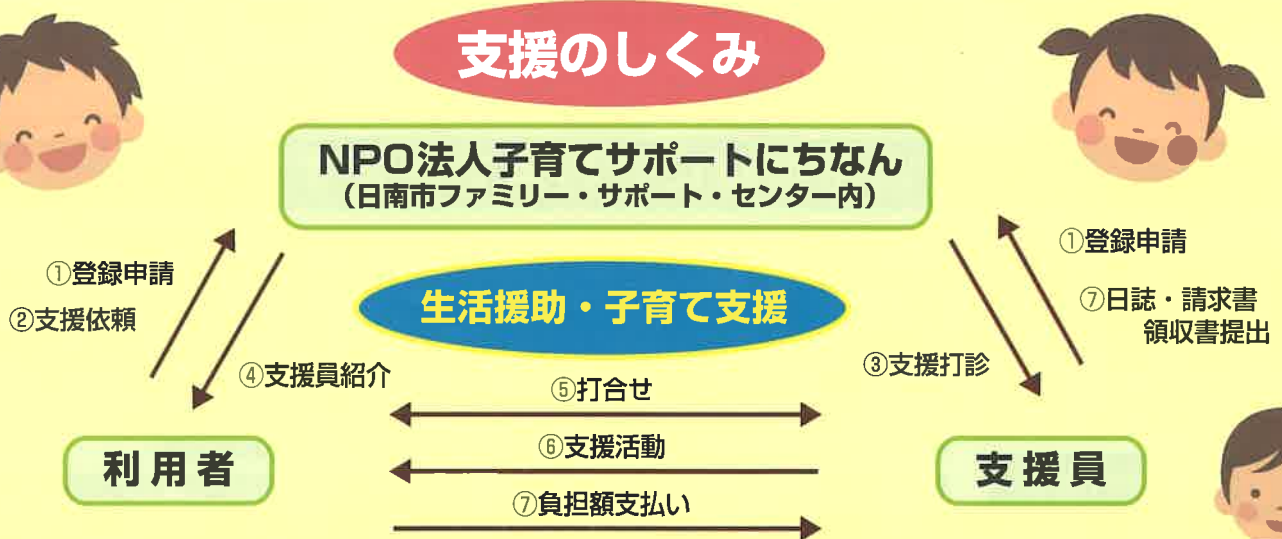 支援のしくみ
NPO法人子育てサポートにちなん
（日南市ファミリー・サポート・センター内）
①登録申請
②支援依頼
④支援員紹介
生活援助・子育て支援
①登録申請
⑦日誌・請求書
領収書提出
③支援打診
⑤打合せ
⑥支援活動
⑦負担額支払い
利用者
支援員